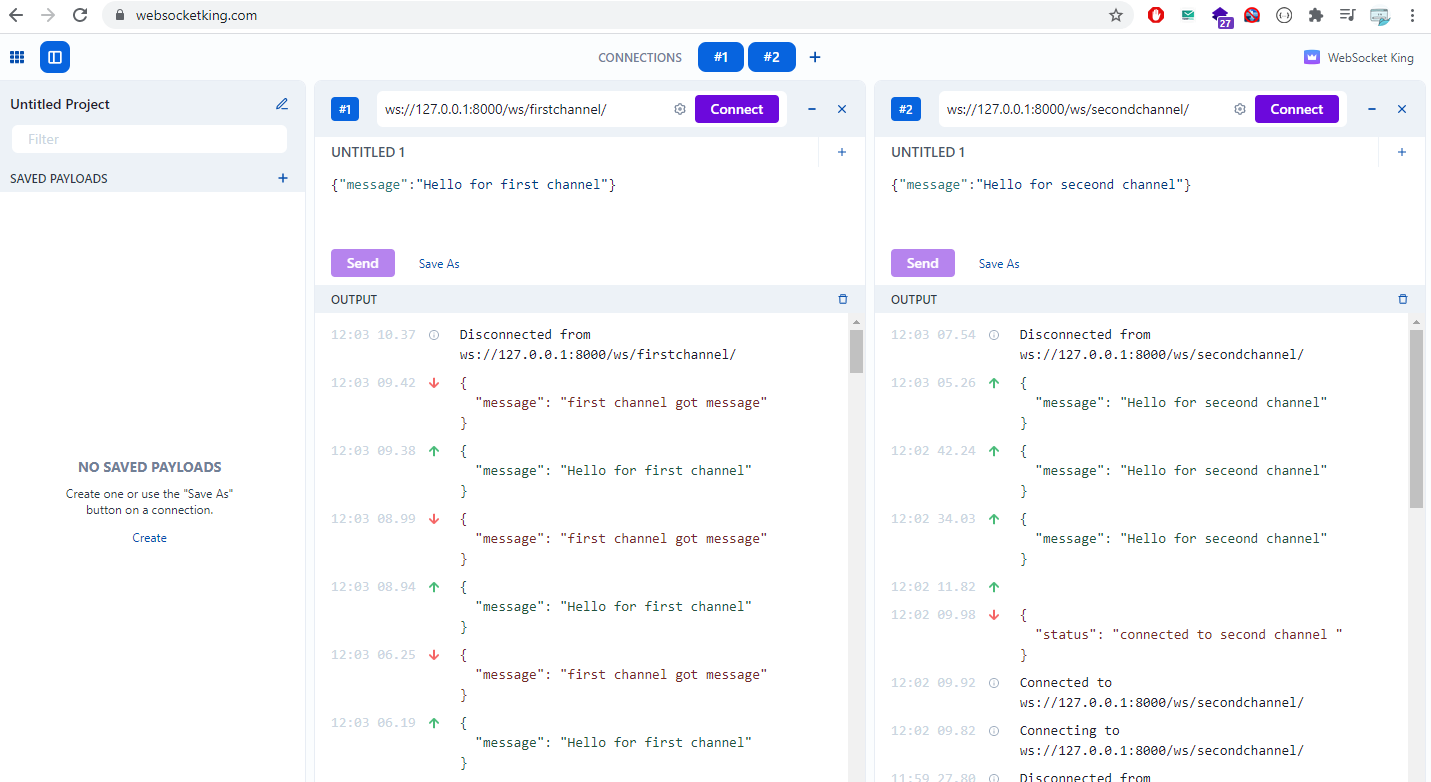 websocketking.com
27
CONNECTIONS
#1
#2
+
WebSocket King
Untitled Project
Filter
SAVED PAYLOADS
+
NO SAVED PAYLOADS
Create one or use the "Save As"
button on a connection.
Create
#1
ws://127.0.0.1:8000/ws/firstchannel/
Connect
UNTITLED 1
+
{"message":"Hello for first channel"}
Send
Save As
OUTPUT
12:03 10.37 Disconnected from
ws://127.0.0.1:8000/ws/firstchannel/
12:03 09.42 {
"message": "first channel got message"
}
12:03 09.38 {
"message": "Hello for first channel"
}
12:03 08.99 {
"message": "first channel got message"
}
12:03 08.94 {
"message": "Hello for first channel"
}
12:03 06.25 {
"message": "first channel got message"
}
12:03 06.19 {
"message": "Hello for first channel"
}
#2
ws://127.0.0.1:8000/ws/secondchannel/
Connect
UNTITLED 1
+
{"message":"Hello for seceond channel"}
Send
Save As
OUTPUT
12:03 07.54 Disconnected from
ws://127.0.0.1:8000/ws/secondchannel/
12:03 05.26 {
"message": "Hello for seceond channel"
}
12:02 42.24 {
"message": "Hello for seceond channel"
}
12:02 34.03 {
"message": "Hello for seceond channel"
}
12:02 11.82
12:02 09.98 {
"status": "connected to second channel "
}
12:02 09.92 Connected to
ws://127.0.0.1:8000/ws/secondchannel/
12:02 09.82 Connecting to
ws://127.0.0.1:8000/ws/secondchannel/
11:59 27.80 Disconnected from